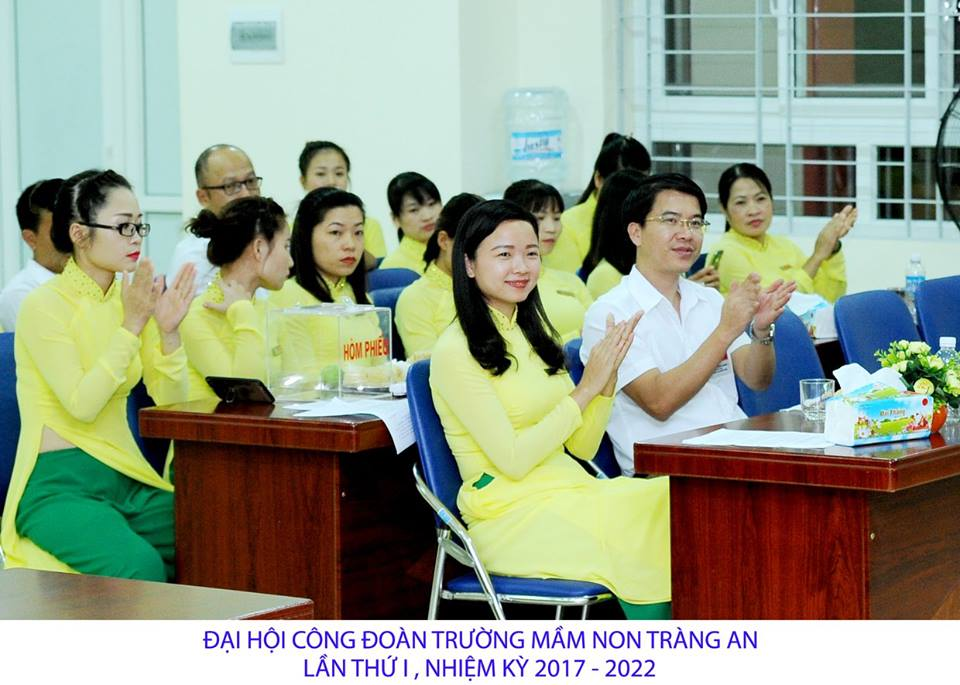 HÒM PHIẾU
ĐẠI HỘI CÔNG ĐOÀN TRƯỜNG MẦM NON TRÀNG AN
LẦN THỨ I , NHIỆM KỲ 2017 - 2022